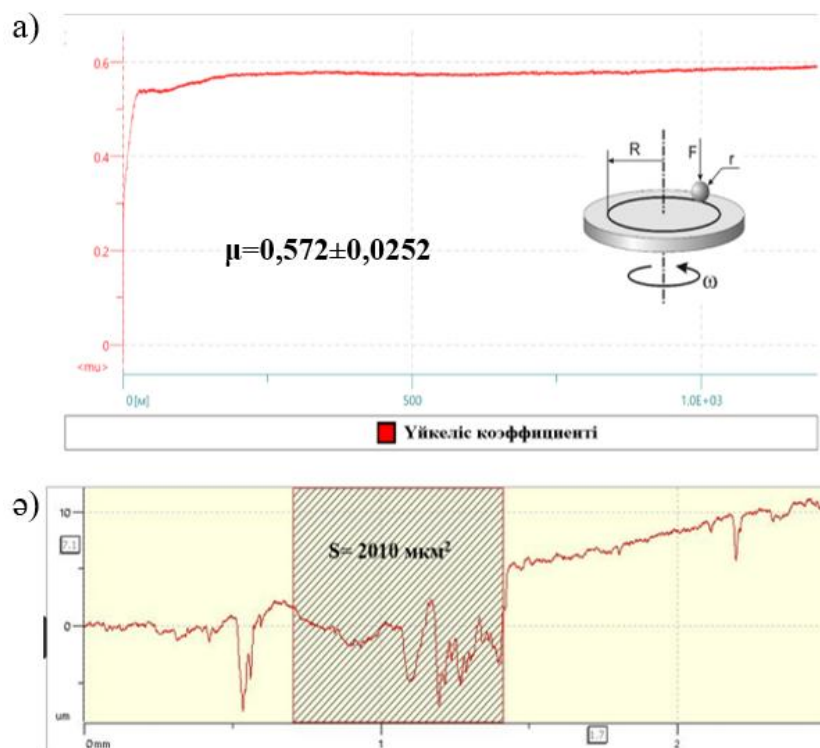 а)
0.6
0.4
R
F
r
0.2
μ=0,572±0,0252
ω
0
<mu>
0[м]
500
1.0E+03
Үйкеліс коэффициенті
ә)
10
7.1
S= 2010 мкм²
0
um
0mm
1
1.7
2